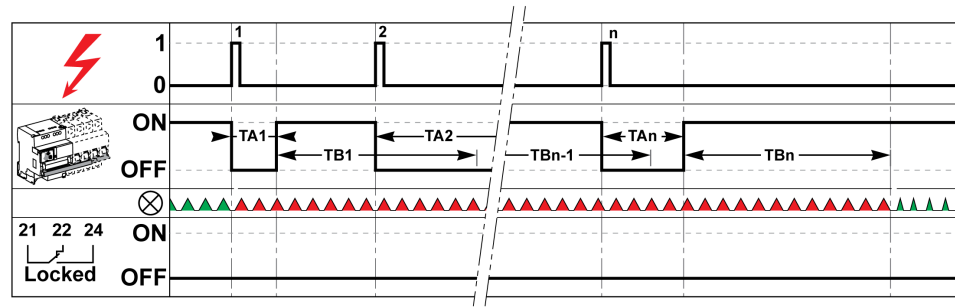 1 2 n
1
0
ON
TA1 TA2 TAn
TB1 TBn-1 TBn
OFF
21 22 24 ON
Locked OFF